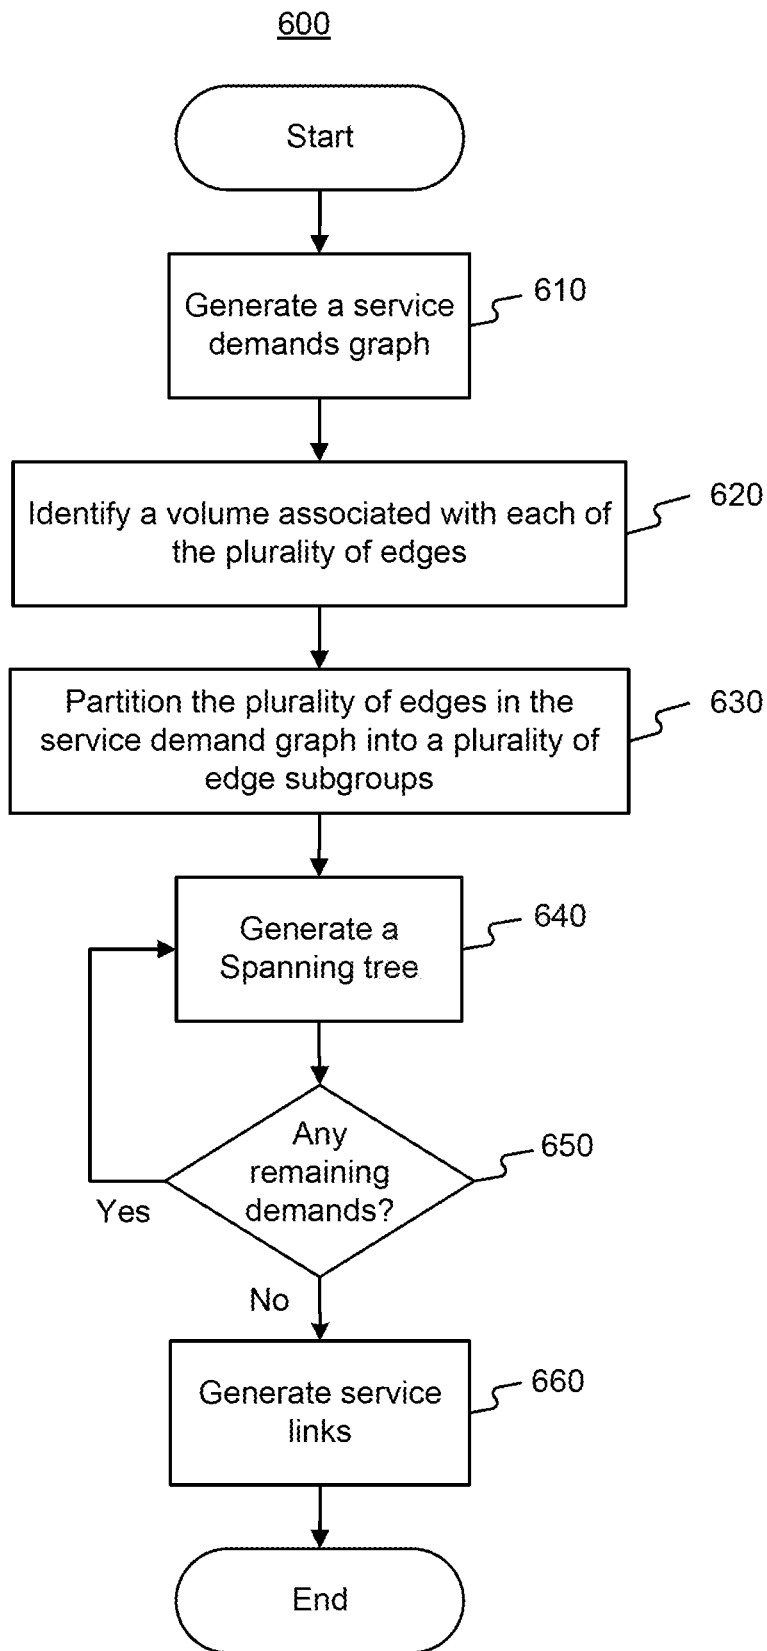 600
Start
Generate a service
demands graph
610
Identify a volume associated with each of
the plurality of edges
620
Partition the plurality of edges in the
service demand graph into a plurality of
edge subgroups
630
Generate a
Spanning tree
640
Any
remaining
demands?
650
Yes
No
Generate service
links
660
End